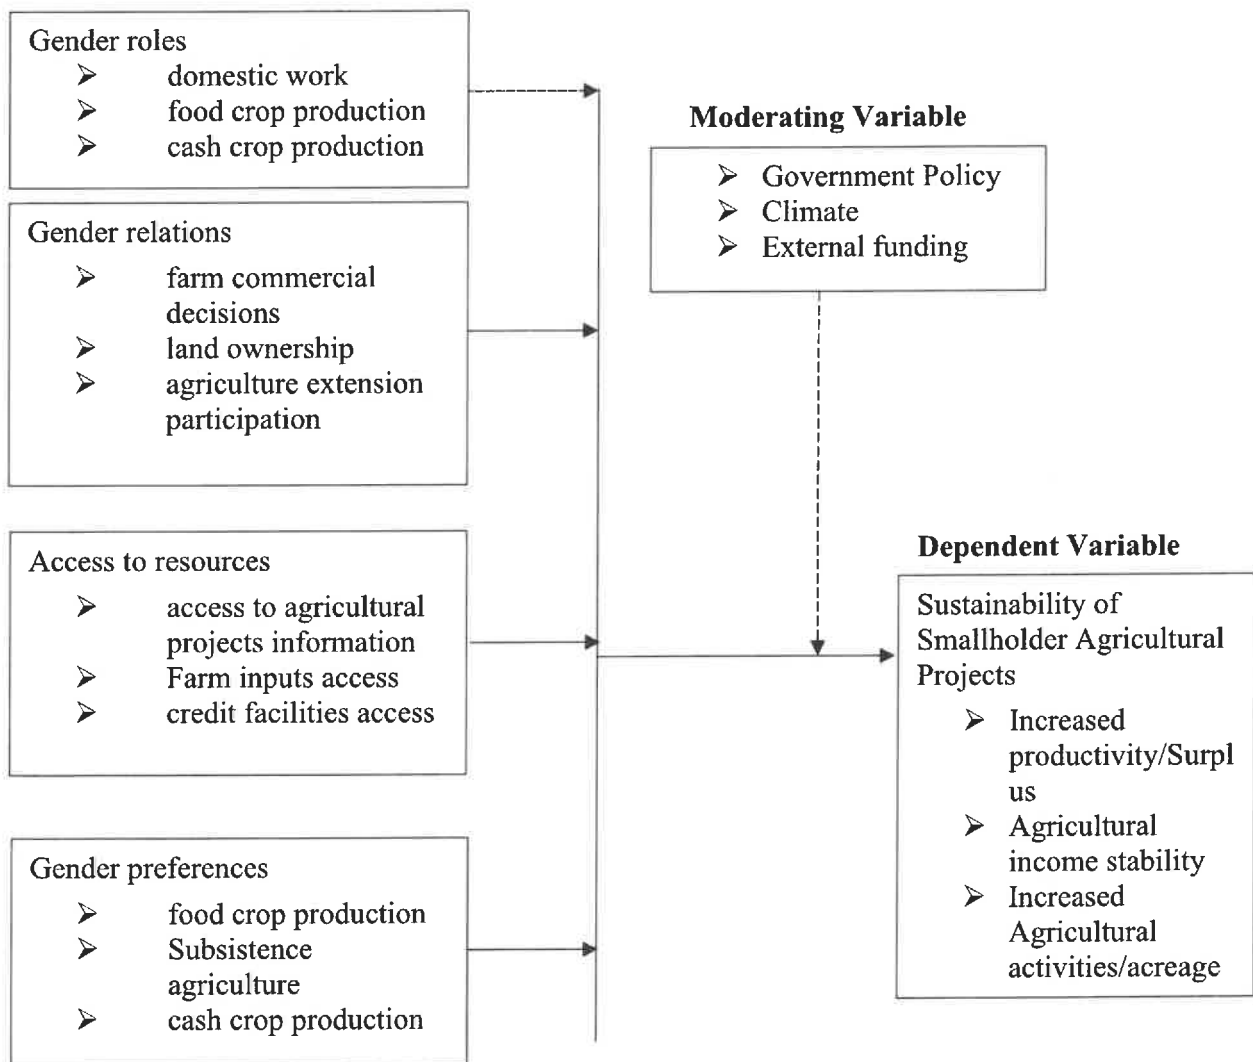 Gender roles
➢ domestic work
➢ food crop production
➢ cash crop production
Gender relations
➢ farm commercial
decisions
➢ land ownership
➢ agriculture extension
participation
Access to resources
➢ access to agricultural
projects information
➢ Farm inputs access
➢ credit facilities access
Gender preferences
➢ food crop production
➢ Subsistence
agriculture
➢ cash crop production
Moderating Variable
➢ Government Policy
➢ Climate
➢ External funding
Dependent Variable
Sustainability of
Smallholder Agricultural
Projects
➢ Increased
productivity/Surpl
us
➢ Agricultural
income stability
➢ Increased
Agricultural
activities/acreage